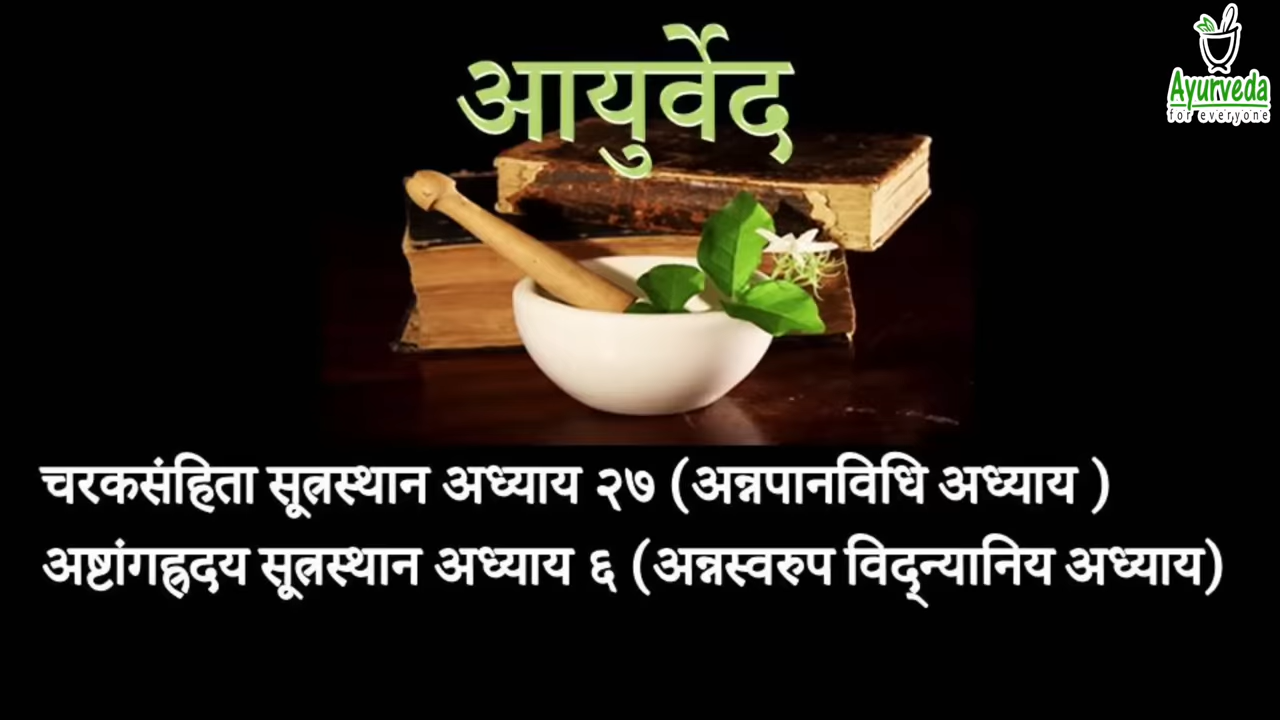 आयुर्वेद
Ayurveda
for everyone
चरकसंहिता सूत्रस्थान अध्याय २७ (अन्नपानविधि अध्याय )
अष्टांगह्रदय सूत्रस्थान अध्याय ६ (अन्नस्वरुप विद्न्यानिय अध्याय)